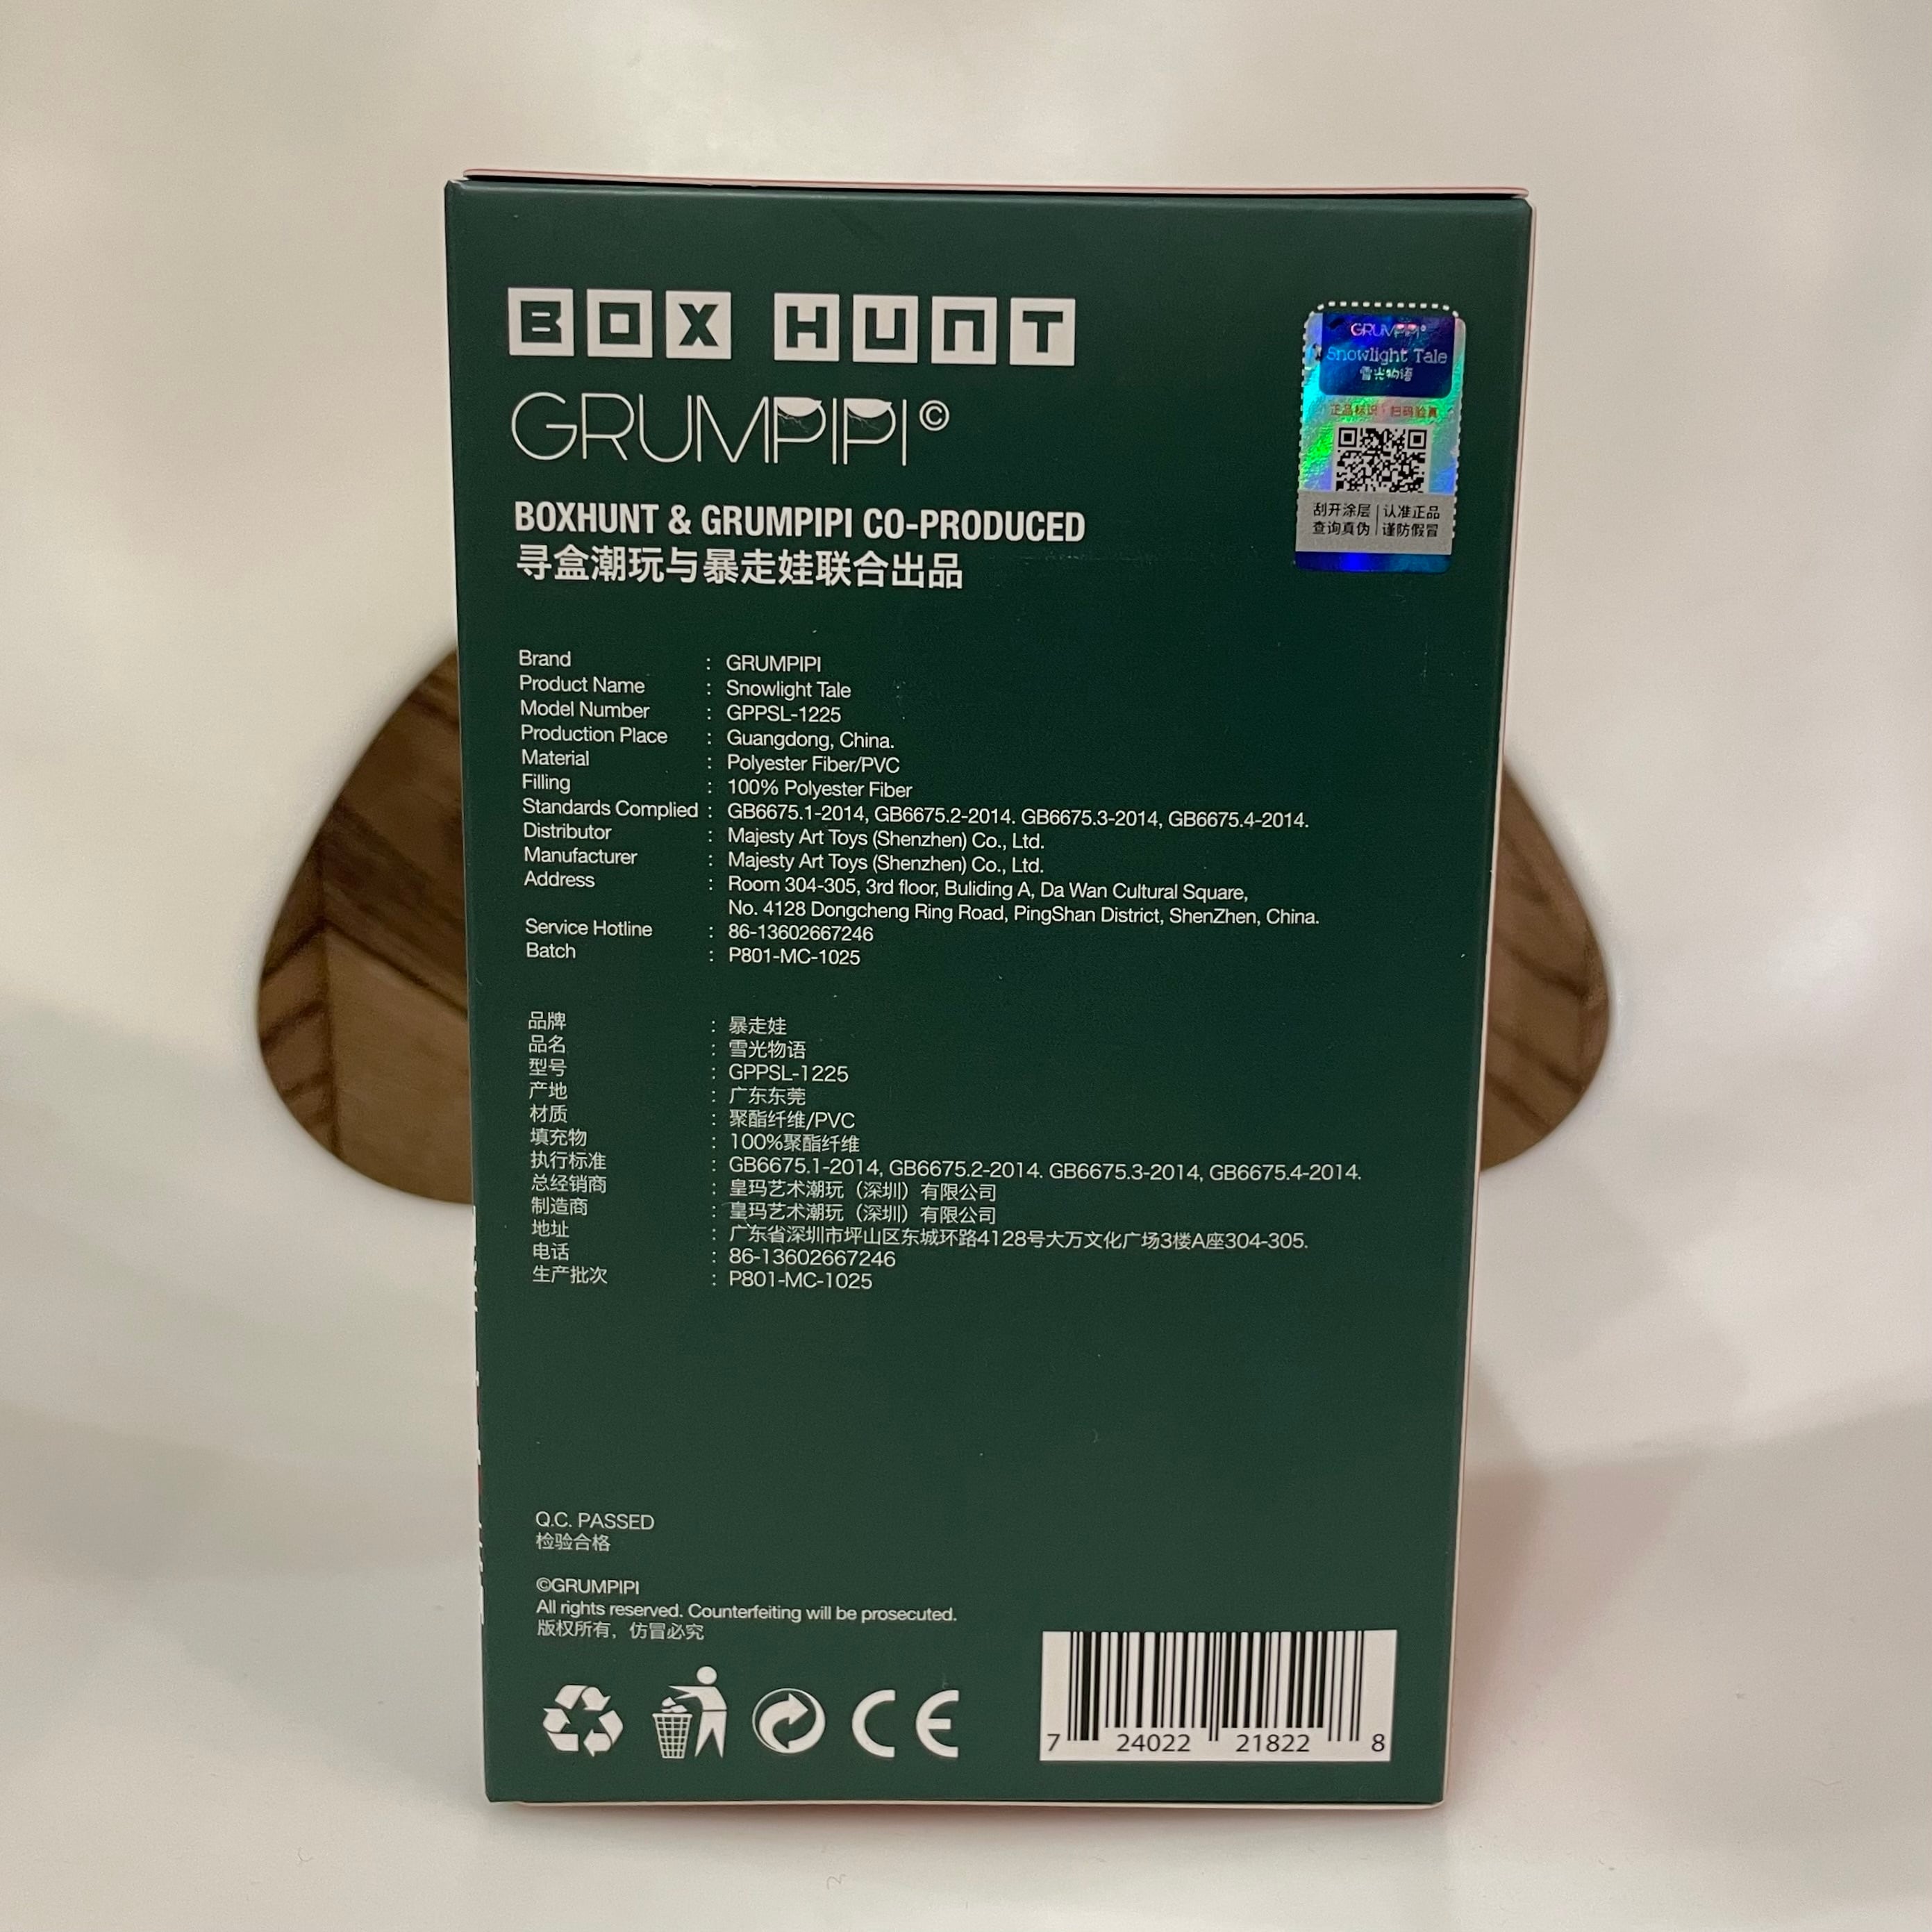 BOX HUNT
GRUMPIPI©
BOXHUNT & GRUMPIPI CO-PRODUCED
寻盒潮玩与暴走娃联合出品
GRUMPIPI®
Snowlight Tale
雪光物语
正品标识·扫码验真
刮开涂层 | 认准正品
查询真伪 | 谨防假冒
Brand : GRUMPIPI
Product Name : Snowlight Tale
Model Number : GPPSL-1225
Production Place : Guangdong, China.
Material : Polyester Fiber/PVC
Filling : 100% Polyester Fiber
Standards Complied : GB6675.1-2014, GB6675.2-2014. GB6675.3-2014, GB6675.4-2014.
Distributor : Majesty Art Toys (Shenzhen) Co., Ltd.
Manufacturer : Majesty Art Toys (Shenzhen) Co., Ltd.
Address : Room 304-305, 3rd floor, Buliding A, Da Wan Cultural Square,
No. 4128 Dongcheng Ring Road, PingShan District, ShenZhen, China.
Service Hotline : 86-13602667246
Batch : P801-MC-1025
品牌 : 暴走娃
品名 : 雪光物语
型号 : GPPSL-1225
产地 : 广东东莞
材质 : 聚酯纤维/PVC
填充物 : 100%聚酯纤维
执行标准 : GB6675.1-2014, GB6675.2-2014. GB6675.3-2014, GB6675.4-2014.
总经销商 : 皇玛艺术潮玩（深圳）有限公司
制造商 : 皇玛艺术潮玩（深圳）有限公司
地址 : 广东省深圳市坪山区东城环路4128号大万文化广场3楼A座304-305.
电话 : 86-13602667246
生产批次 : P801-MC-1025
Q.C. PASSED
检验合格
©GRUMPIPI
All rights reserved. Counterfeiting will be prosecuted.
版权所有，仿冒必究
CE
7 24022 21822 8